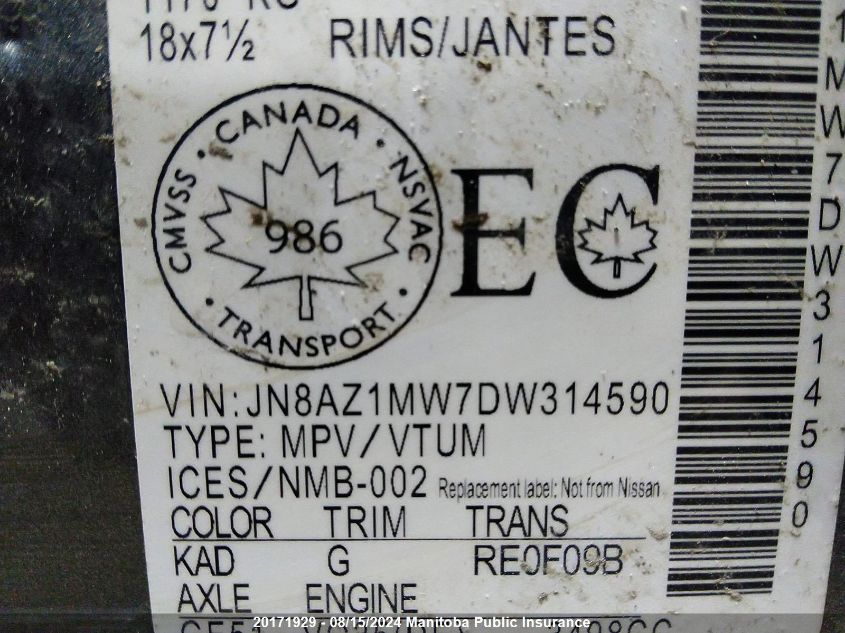 18x7½ RIMS/JANTES
CMVSS · CANADA · NSVAC
986
· TRANSPORT ·
EC
VIN:JN8AZ1MW7DW314590
TYPE: MPV/VTUM
ICES/NMB-002 Replacement label: Not from Nissan
COLOR TRIM TRANS
KAD G RE0F09B
AXLE ENGINE
1MW7DW314590
20171929 - 08/15/2024 - Manitoba Public Insurance